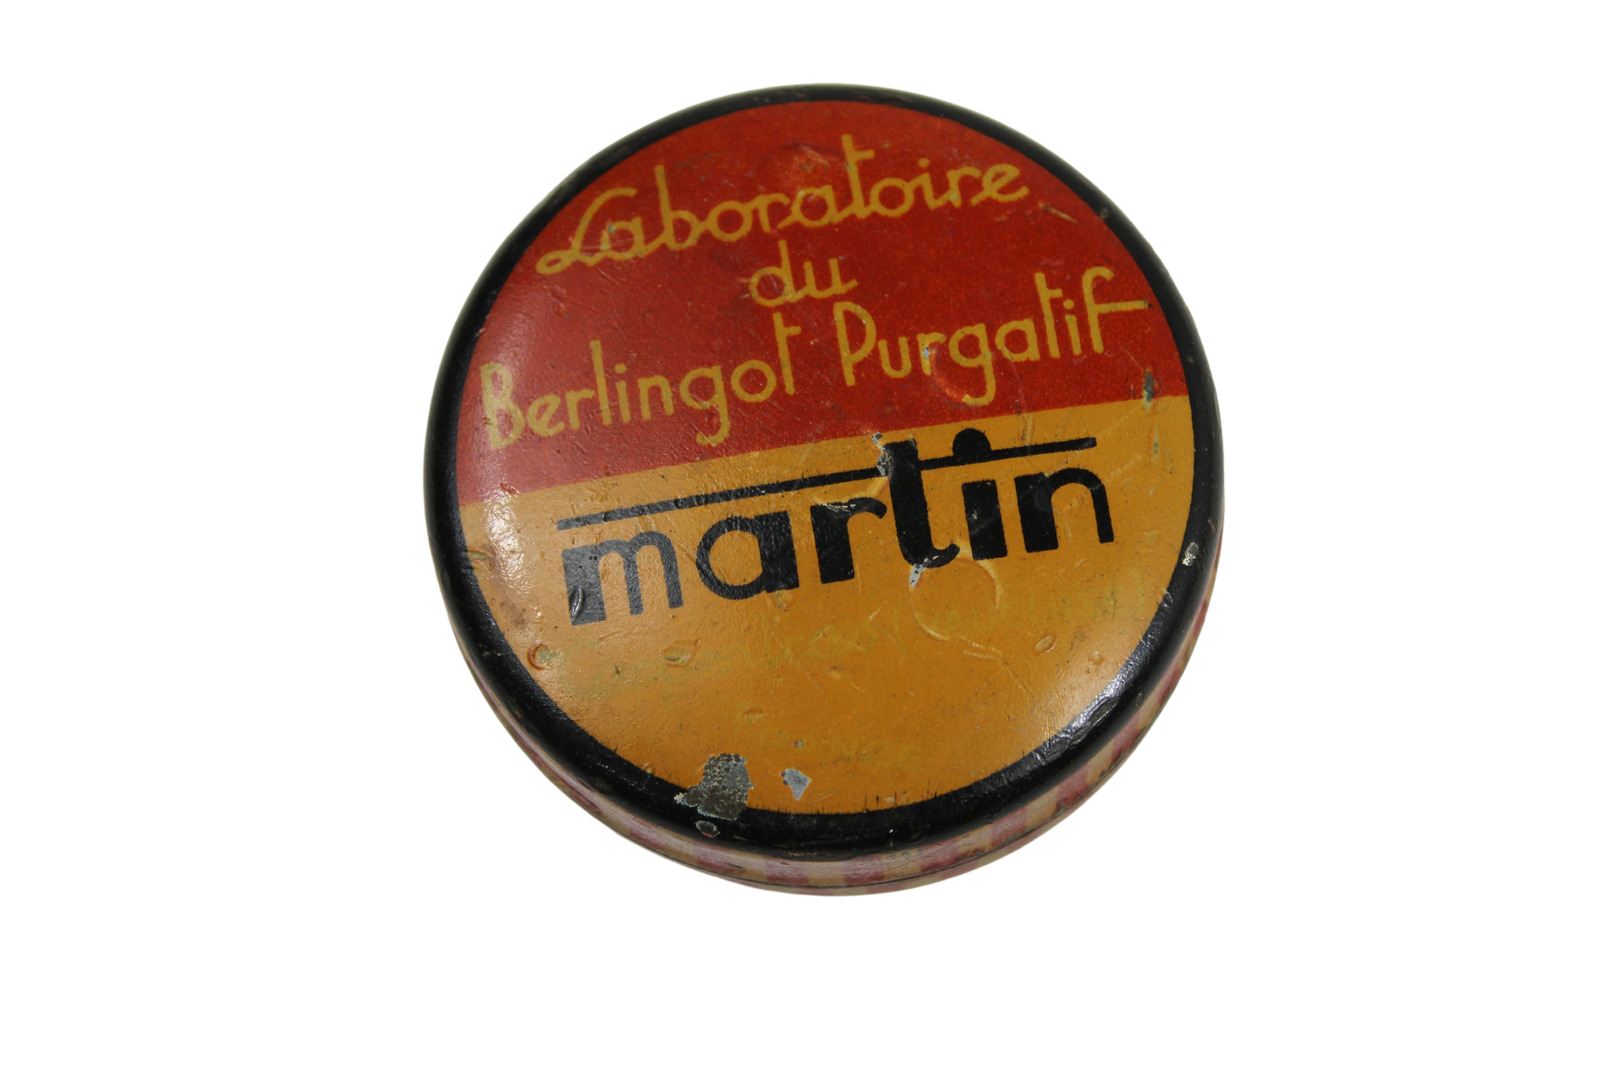 Laboratoire
du
Berlingot Purgatif
martin